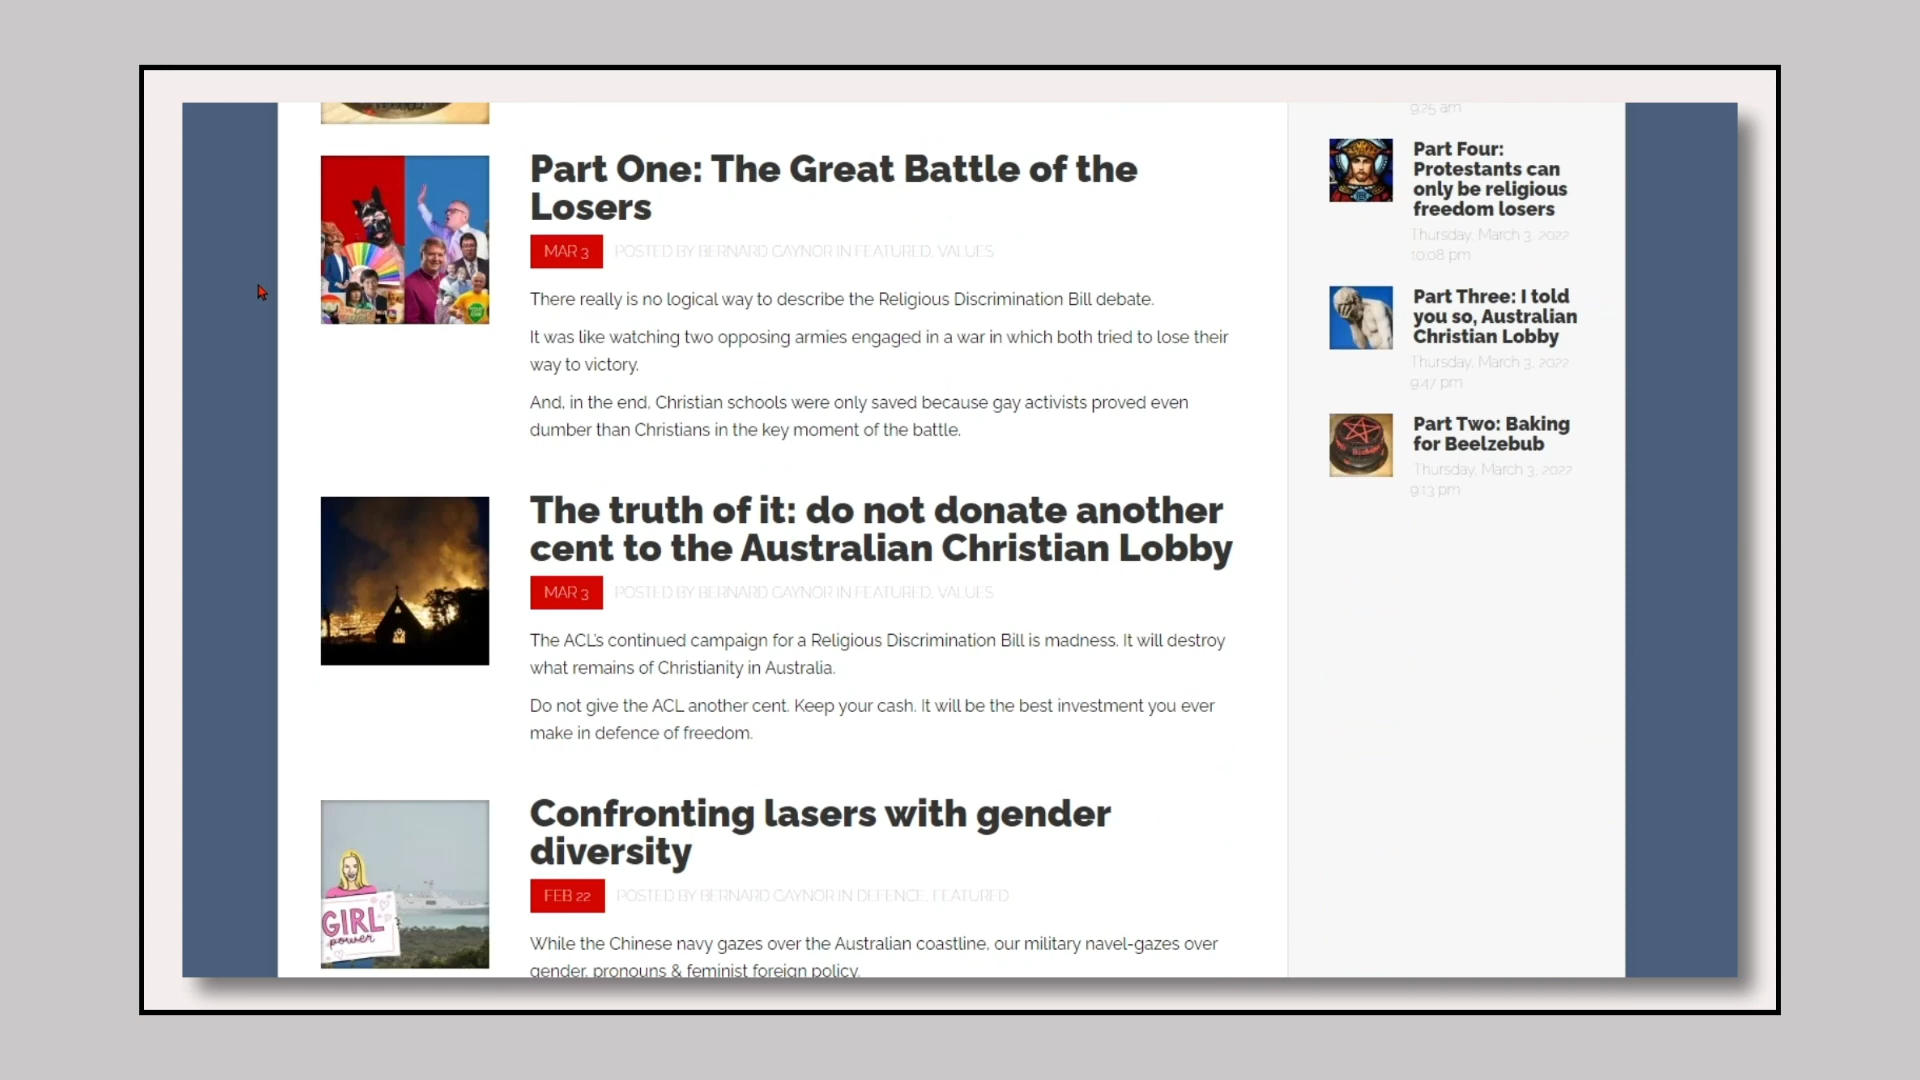 Part One: The Great Battle of the
Losers
MAR 3 POSTED BY BERNARD GAYNOR IN FEATURED, VALUES
There really is no logical way to describe the Religious Discrimination Bill debate.
It was like watching two opposing armies engaged in a war in which both tried to lose their
way to victory.
And, in the end, Christian schools were only saved because gay activists proved even
dumber than Christians in the key moment of the battle.
The truth of it: do not donate another
cent to the Australian Christian Lobby
MAR 3 POSTED BY BERNARD GAYNOR IN FEATURED, VALUES
The ACL's continued campaign for a Religious Discrimination Bill is madness. It will destroy
what remains of Christianity in Australia.
Do not give the ACL another cent. Keep your cash. It will be the best investment you ever
make in defence of freedom.
GIRL
power
Confronting lasers with gender
diversity
FEB 22 POSTED BY BERNARD GAYNOR IN DEFENCE, FEATURED
While the Chinese navy gazes over the Australian coastline, our military navel-gazes over
gender, pronouns & feminist foreign policy.
9:25 am
Part Four:
Protestants can
only be religious
freedom losers
Thursday, March 3, 2022
10:08 pm
Part Three: I told
you so, Australian
Christian Lobby
Thursday, March 3, 2022
9:47 pm
Part Two: Baking
for Beelzebub
Thursday, March 3, 2022
9:13 pm